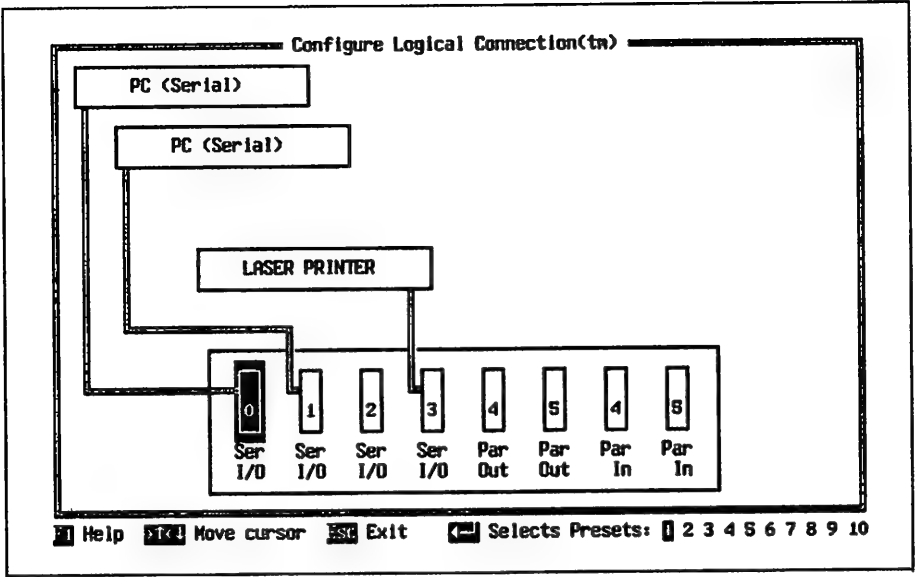 Configure Logical Connection(tm)
PC (Serial)
PC (Serial)
LASER PRINTER
0 1 2 3 4 5 4 5
Ser Ser Ser Ser Par Par Par Par
I/O I/O I/O I/O Out Out In In
F1 Help Move cursor Esc Exit Selects Presets: 1 2 3 4 5 6 7 8 9 10